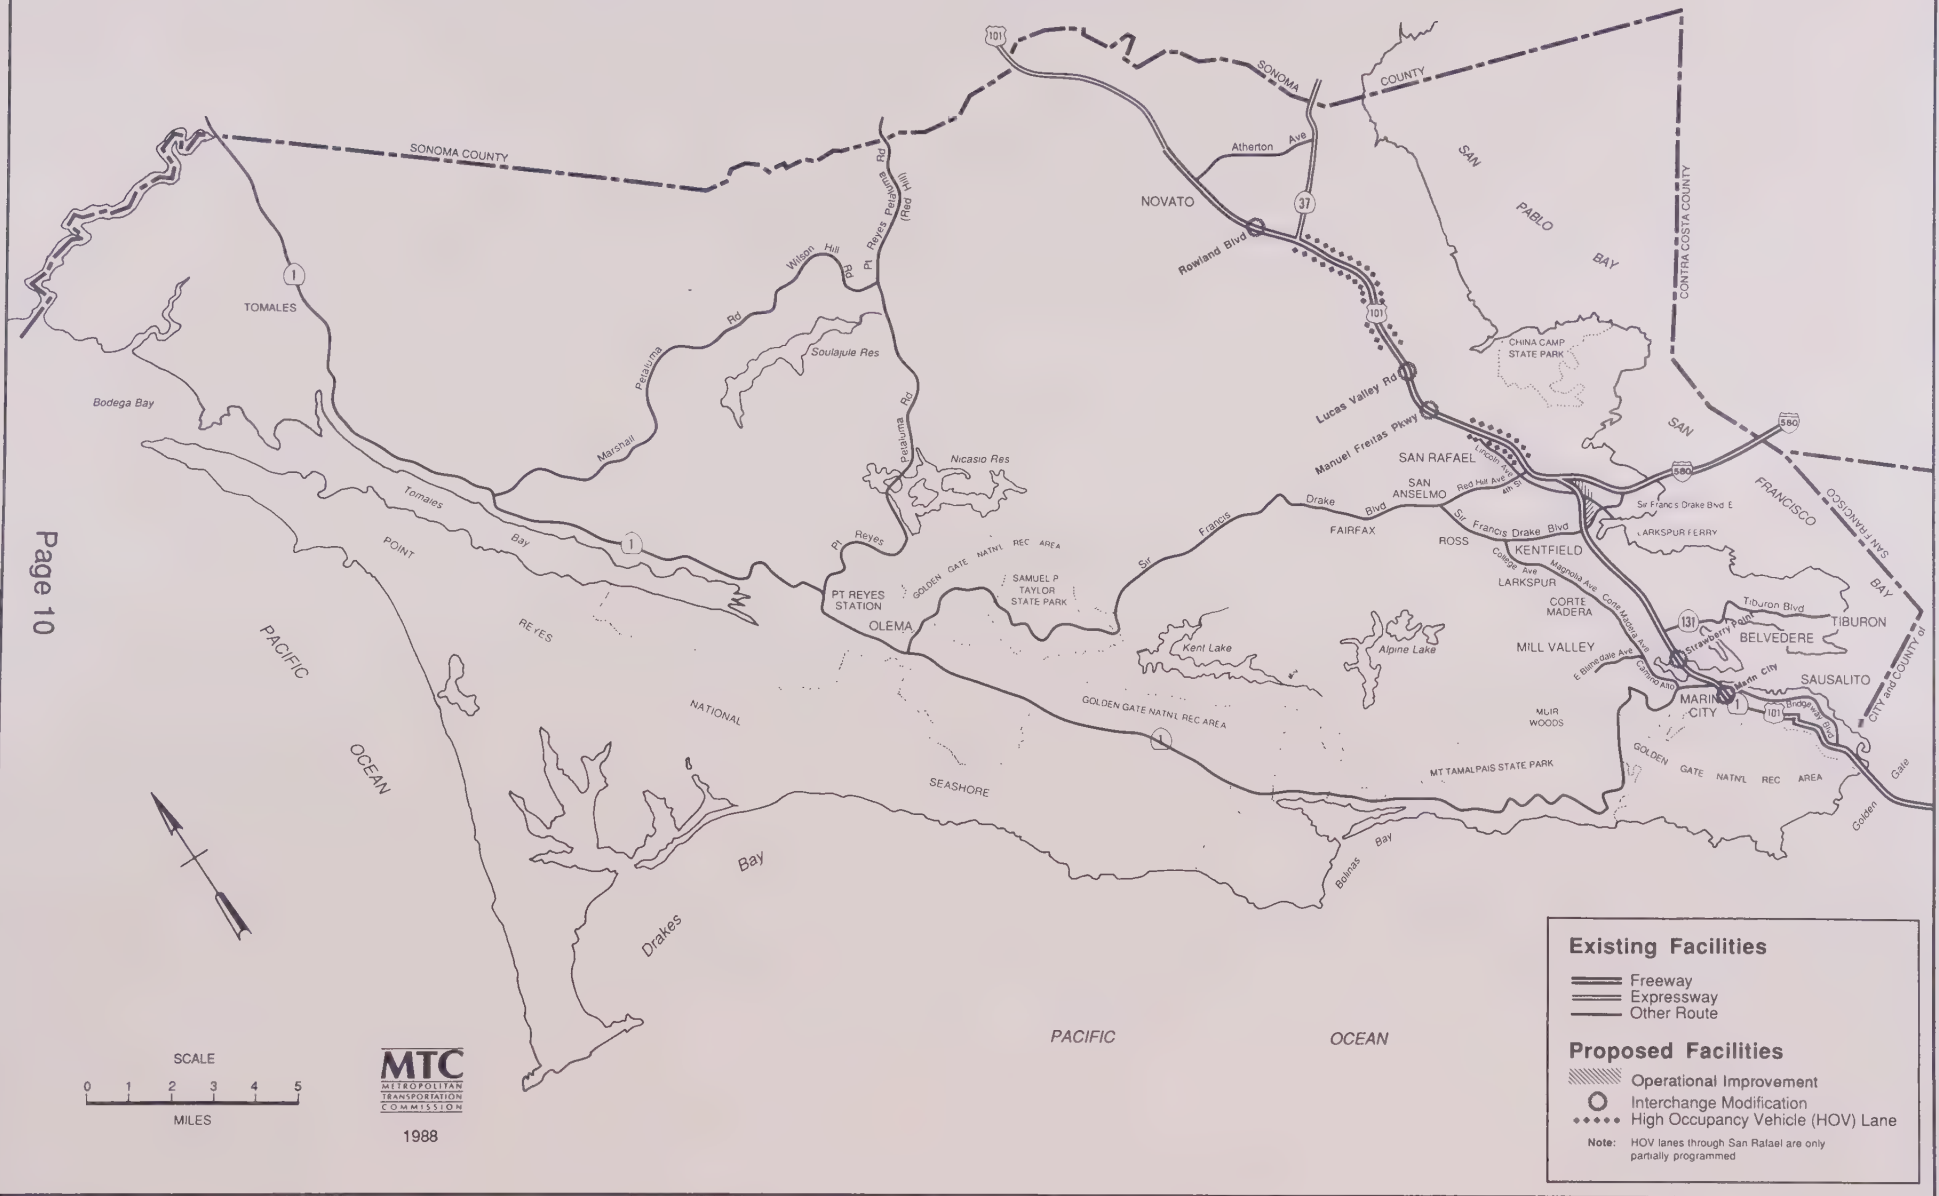 101
SONOMA
COUNTY
SONOMA COUNTY
Atherton Ave
SAN
PABLO
BAY
CONTRA COSTA COUNTY
Pt Reyes Petaluma Rd
(Red Hill)
NOVATO
37
Rowland Blvd
1
TOMALES
Wilson Hill Rd
Marshall Petaluma Rd
Soulajule Res
101
CHINA CAMP
STATE PARK
Lucas Valley Rd
Manuel Freitas Pkwy
Bodega Bay
Petaluma Rd
Nicasio Res
SAN
580
580
SAN RAFAEL
Lincoln Ave
SAN
ANSELMO
Red Hill Ave
4th St
Tomales
Bay
FRANCISCO
BAY
SAN FRANCISCO
CITY and COUNTY of
Sir Francis Drake Blvd
FAIRFAX
Sir Francis Drake Blvd E
LARKSPUR FERRY
Sir Francis Drake Blvd
ROSS
KENTFIELD
College Ave
Magnolia Ave
LARKSPUR
CORTE
MADERA
Corte Madera Ave
POINT
REYES
NATIONAL
SEASHORE
1
Pt Reyes
GOLDEN GATE NATN'L REC AREA
SAMUEL P
TAYLOR
STATE PARK
PT REYES
STATION
OLEMA
Kent Lake
Alpine Lake
131
Tiburon Blvd
TIBURON
Strawberry Point
BELVEDERE
MILL VALLEY
E Blithedale Ave
Camino Alto
Marin City
SAUSALITO
MARIN
CITY
1
101
Bridgeway Blvd
GOLDEN GATE NATN'L REC AREA
1
MUIR
WOODS
MT TAMALPAIS STATE PARK
GOLDEN GATE NATN'L REC AREA
Golden Gate
PACIFIC
OCEAN
Drakes
Bay
Bolinas Bay
PACIFIC OCEAN
Page 10
SCALE
0 1 2 3 4 5
MILES
MTC
METROPOLITAN
TRANSPORTATION
COMMISSION
1988
Existing Facilities
Freeway
Expressway
Other Route
Proposed Facilities
Operational Improvement
Interchange Modification
High Occupancy Vehicle (HOV) Lane
Note: HOV lanes through San Rafael are only
partially programmed